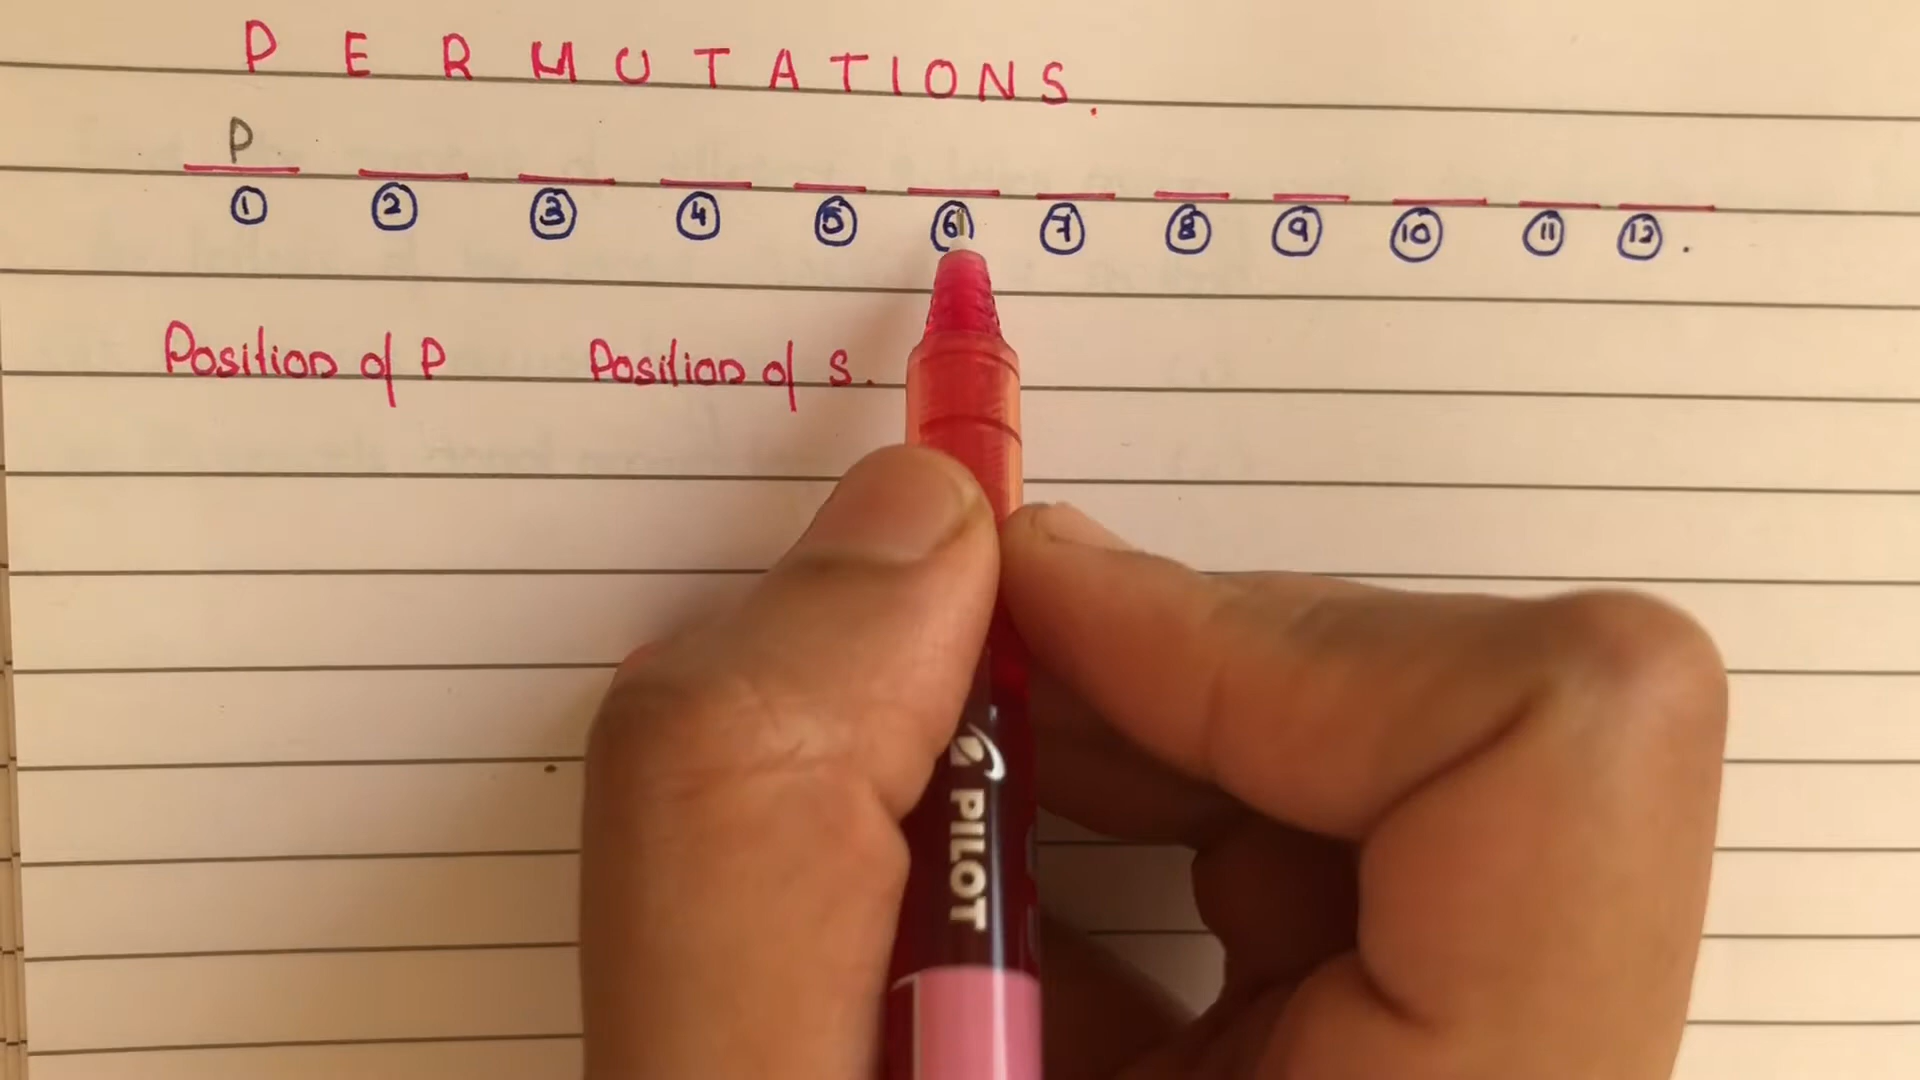 PERMUTATIONS.
P
1 2 3 4 5 6 7 8 9 10 11 12.
Position of P Position of S.
PILOT